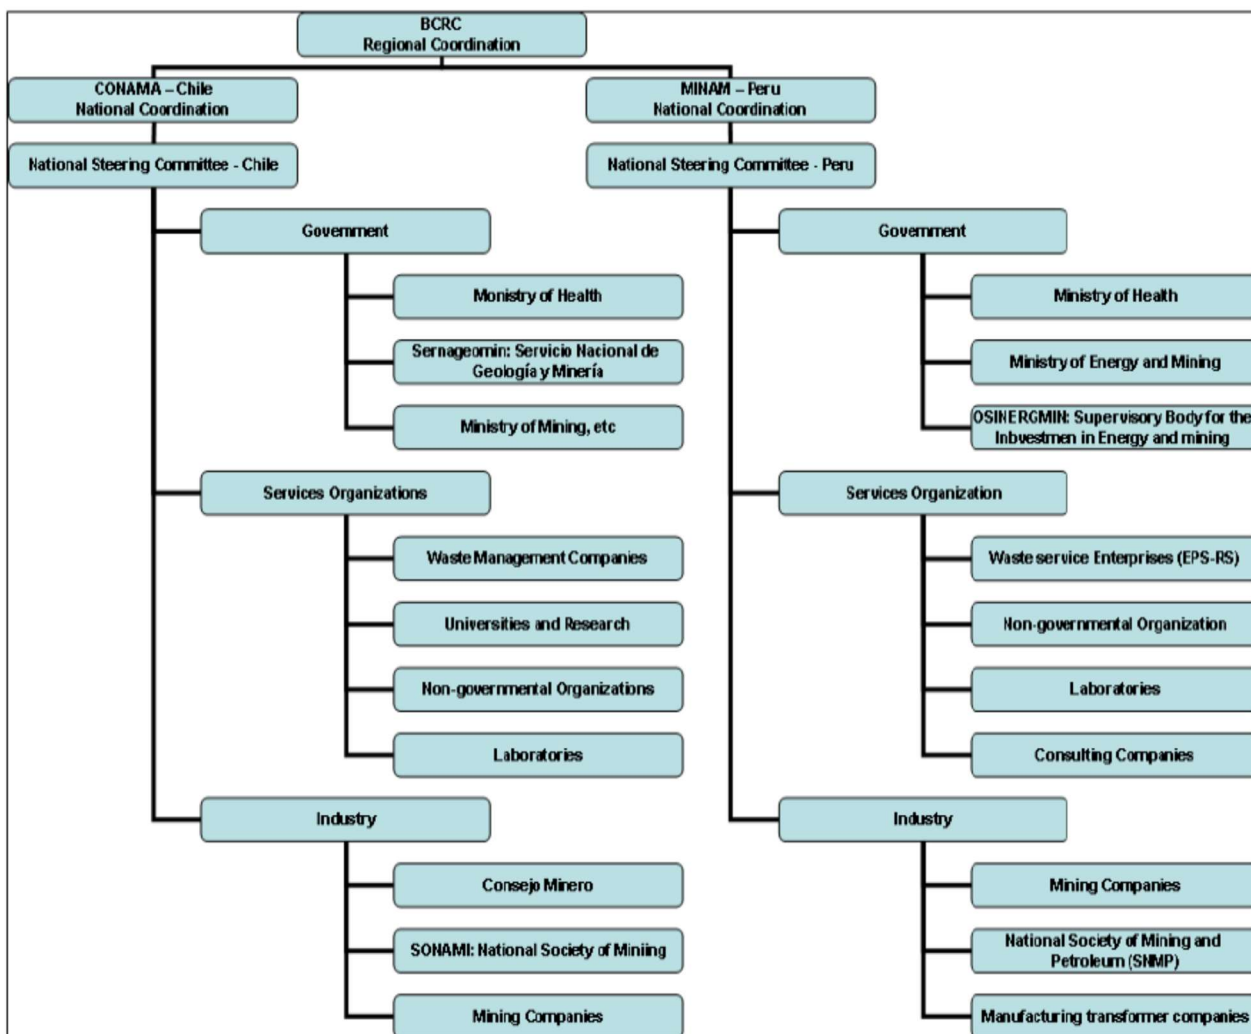 BCRC
Regional Coordination
CONAMA – Chile
National Coordination
National Steering Committee - Chile
Government
Monistry of Health
Sernageomin: Servicio Nacional de
Geología y Minería
Ministry of Mining, etc
Services Organizations
Waste Management Companies
Universities and Research
Non-governmental Organizations
Laboratories
Industry
Consejo Minero
SONAMI: National Society of Miniing
Mining Companies
MINAM – Peru
National Coordination
National Steering Committee - Peru
Government
Ministry of Health
Ministry of Energy and Mining
OSINERGMIN: Supervisory Body for the
Inbvestmen in Energy and mining
Services Organization
Waste service Enterprises (EPS-RS)
Non-governmental Organization
Laboratories
Consulting Companies
Industry
Mining Companies
National Society of Mining and
Petroleum (SNMP)
Manufacturing transformer companies